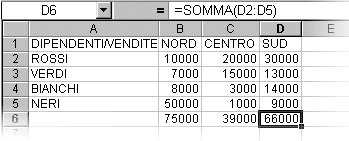 D6 = =SOMMA(D2:D5)
A B C D E
1 DIPENDENTI/VENDITE NORD CENTRO SUD
2 ROSSI 10000 20000 30000
3 VERDI 7000 15000 13000
4 BIANCHI 8000 3000 14000
5 NERI 50000 1000 9000
6 75000 39000 66000